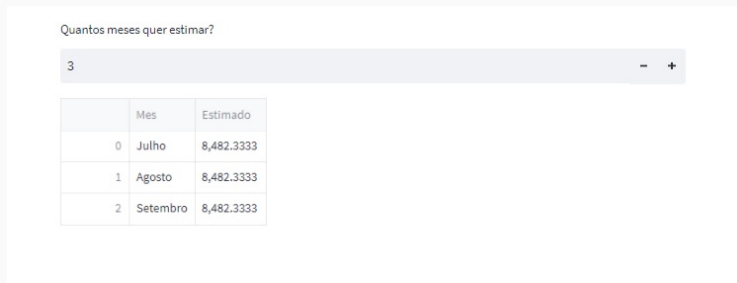 Quantos meses quer estimar?
3 − +
Mes Estimado
0 Julho 8,482.3333
1 Agosto 8,482.3333
2 Setembro 8,482.3333